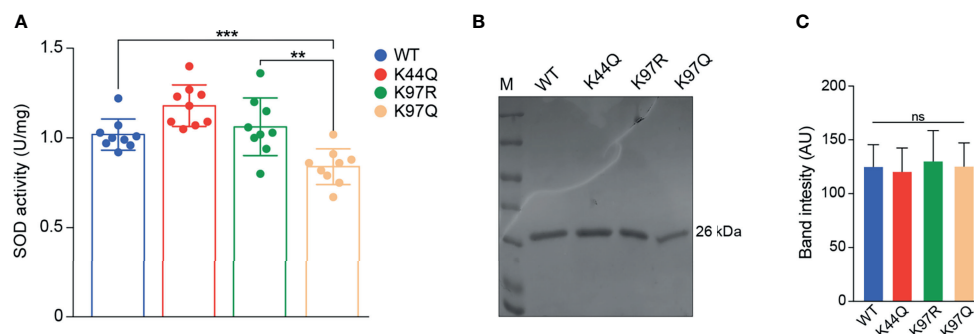 A
SOD activity (U/mg)
1.5
1.0
0.5
0
***
**
WT
K44Q
K97R
K97Q
B
M
WT
K44Q
K97R
K97Q
26 kDa
C
Band intesity (AU)
200
150
100
50
0
ns
WT
K44Q
K97R
K97Q